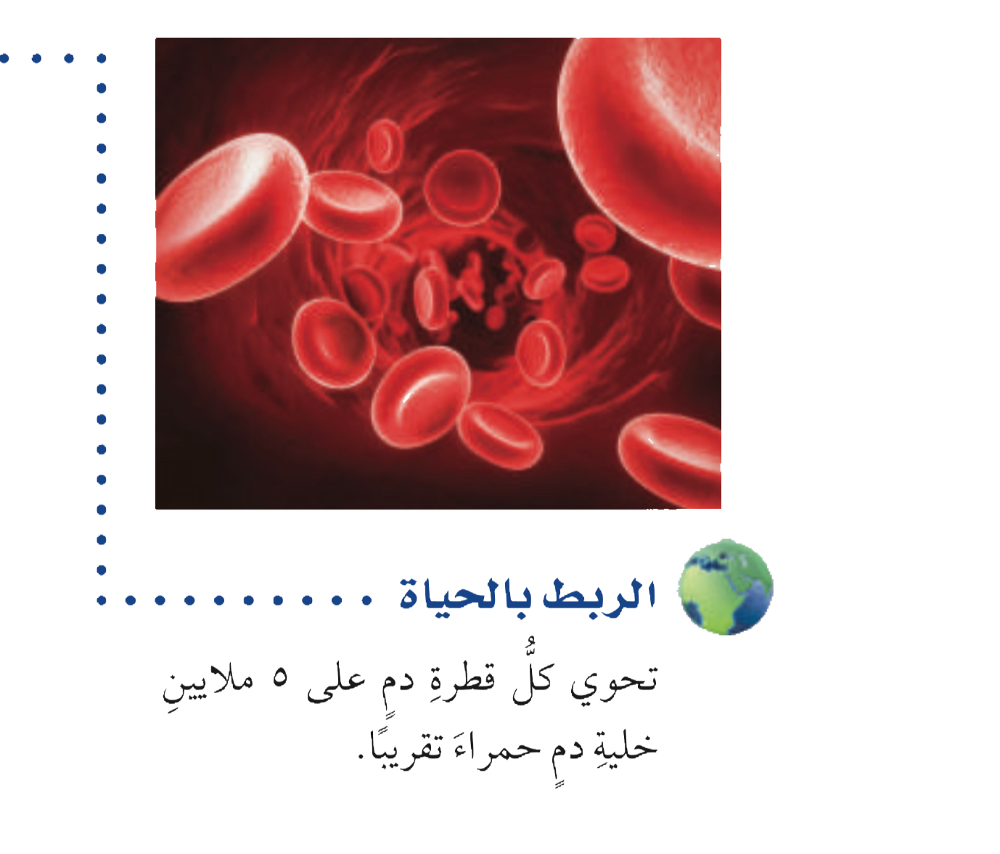 الربط بالحياة
تحوي كلُّ قطرةِ دمٍ على ٥ ملايينِ
خليةِ دمٍ حمراءَ تقريبًا.